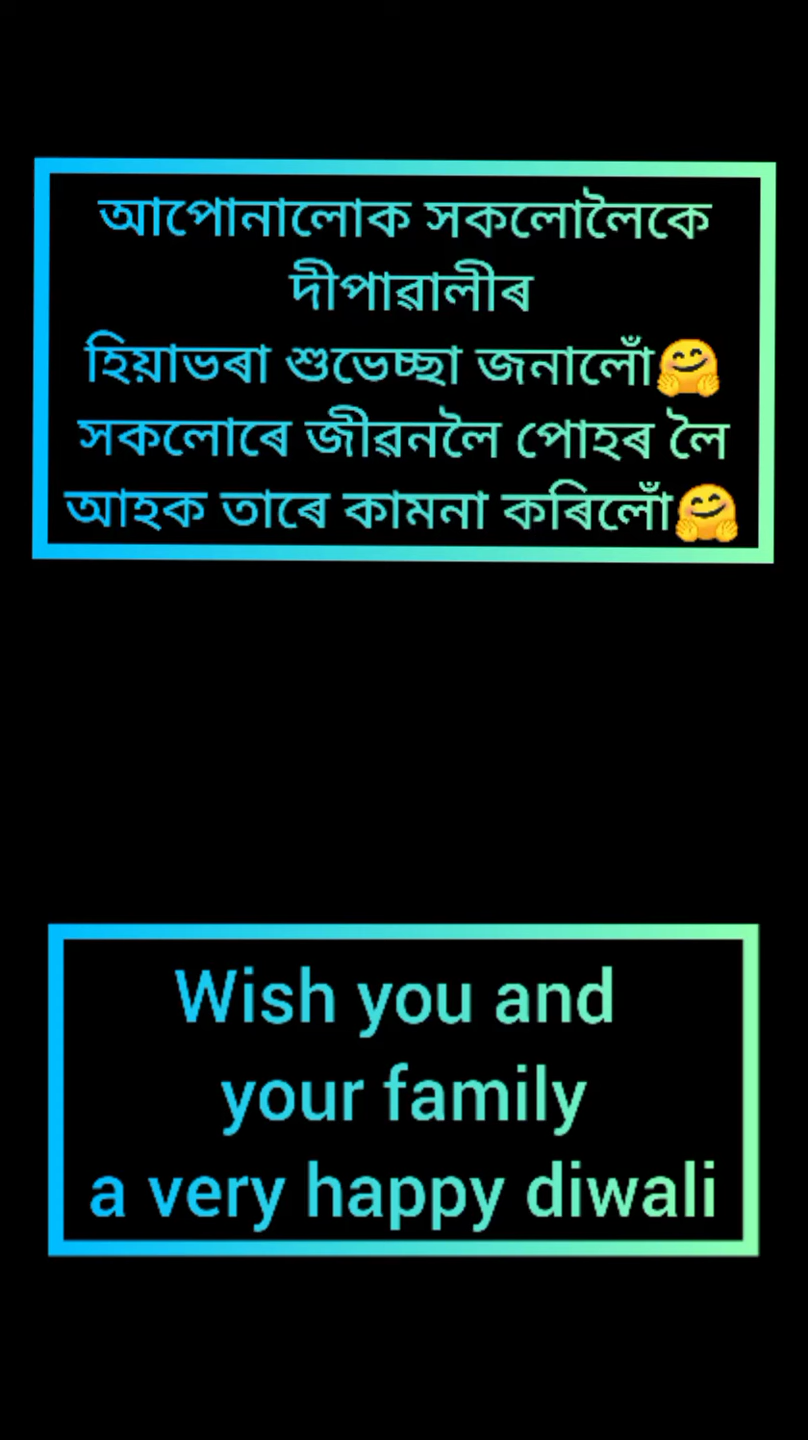 আপোনালোক সকলোলৈকে
দীপাৱালীৰ
হিয়াভৰা শুভেচ্ছা জনালোঁ🤗
সকলোৰে জীৱনলৈ পোহৰ লৈ
আহক তাৰে কামনা কৰিলোঁ🤗
Wish you and
your family
a very happy diwali